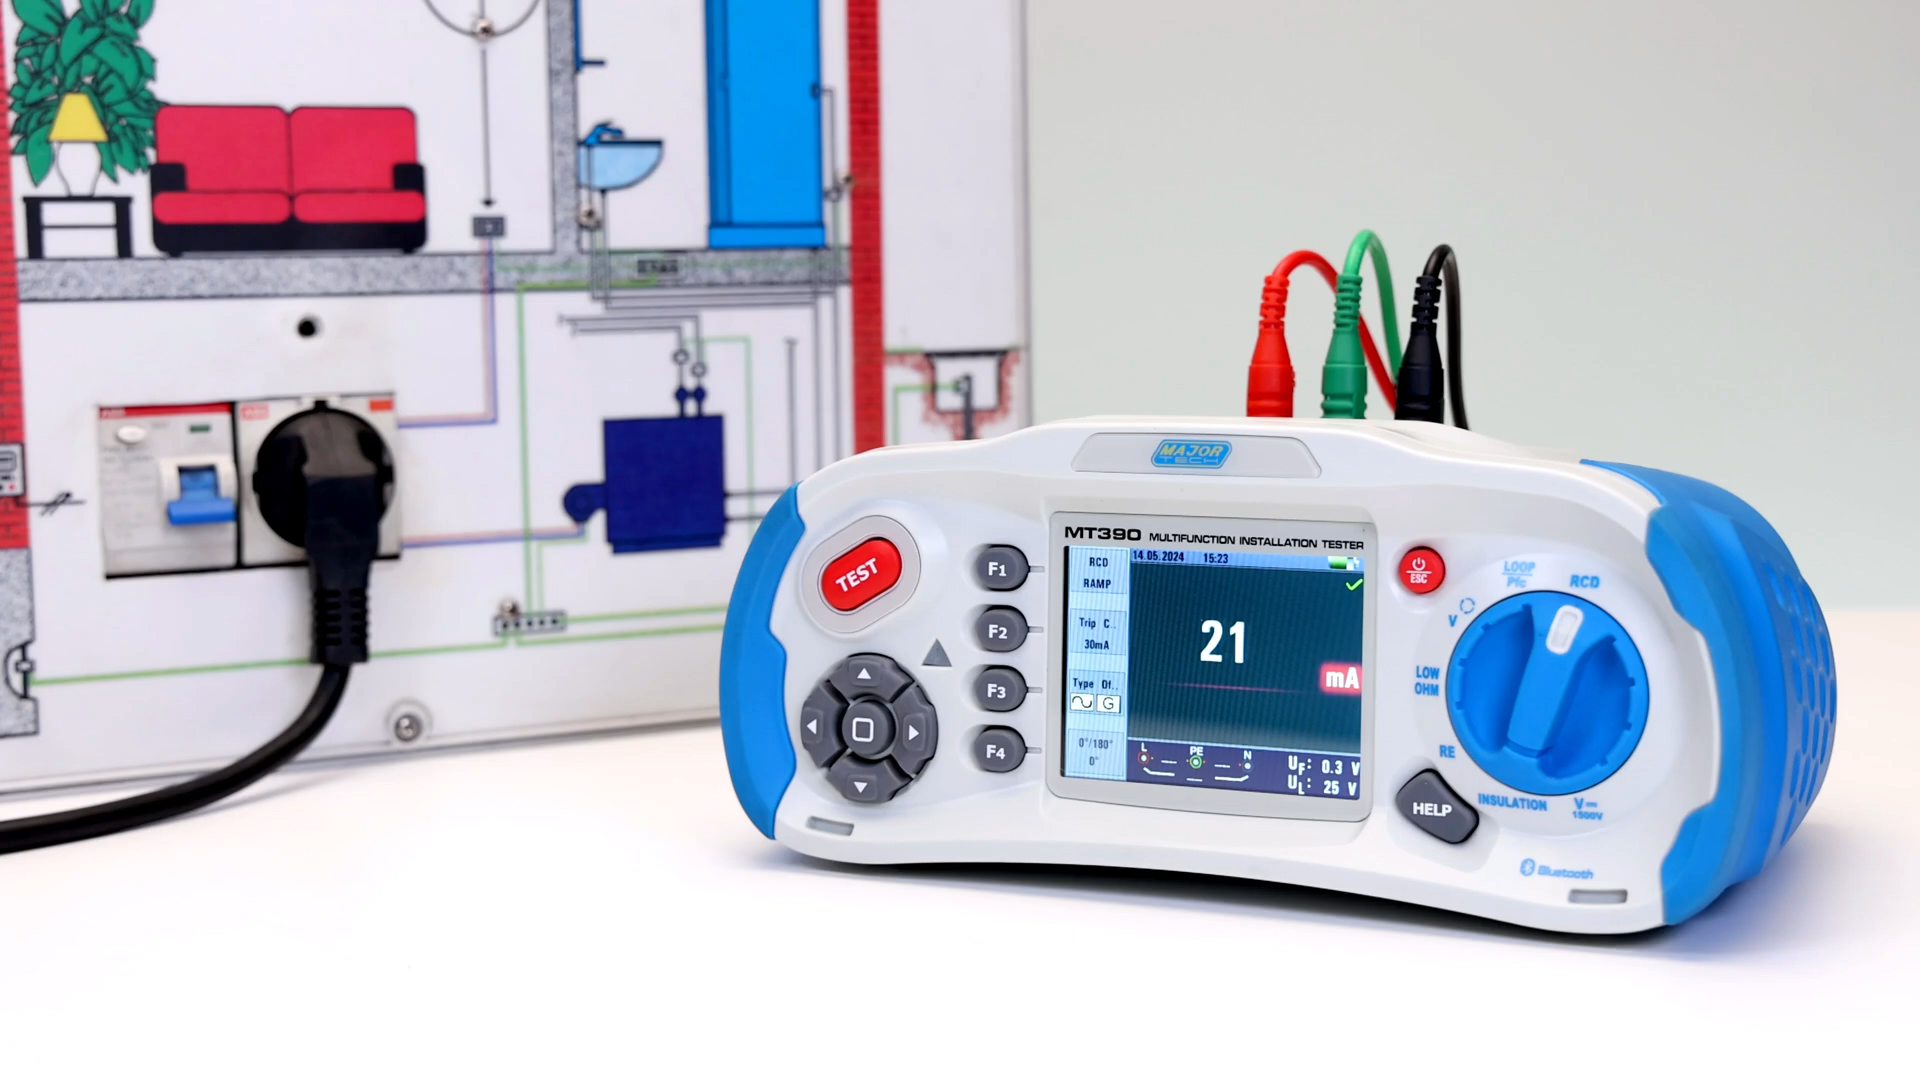 MAJOR
TECH
MT390 MULTIFUNCTION INSTALLATION TESTER
14.05.2024 15:23
RCD
RAMP
Trip C..
30mA
Type Of..
G
0°/180°
0°
21
mA
L PE N
UF: 0.3 V
UL: 25 V
TEST
F1
F2
F3
F4
ESC
HELP
LOOP
Pfc
RCD
V
LOW
OHM
RE
INSULATION
V
1500V
Bluetooth
ABB